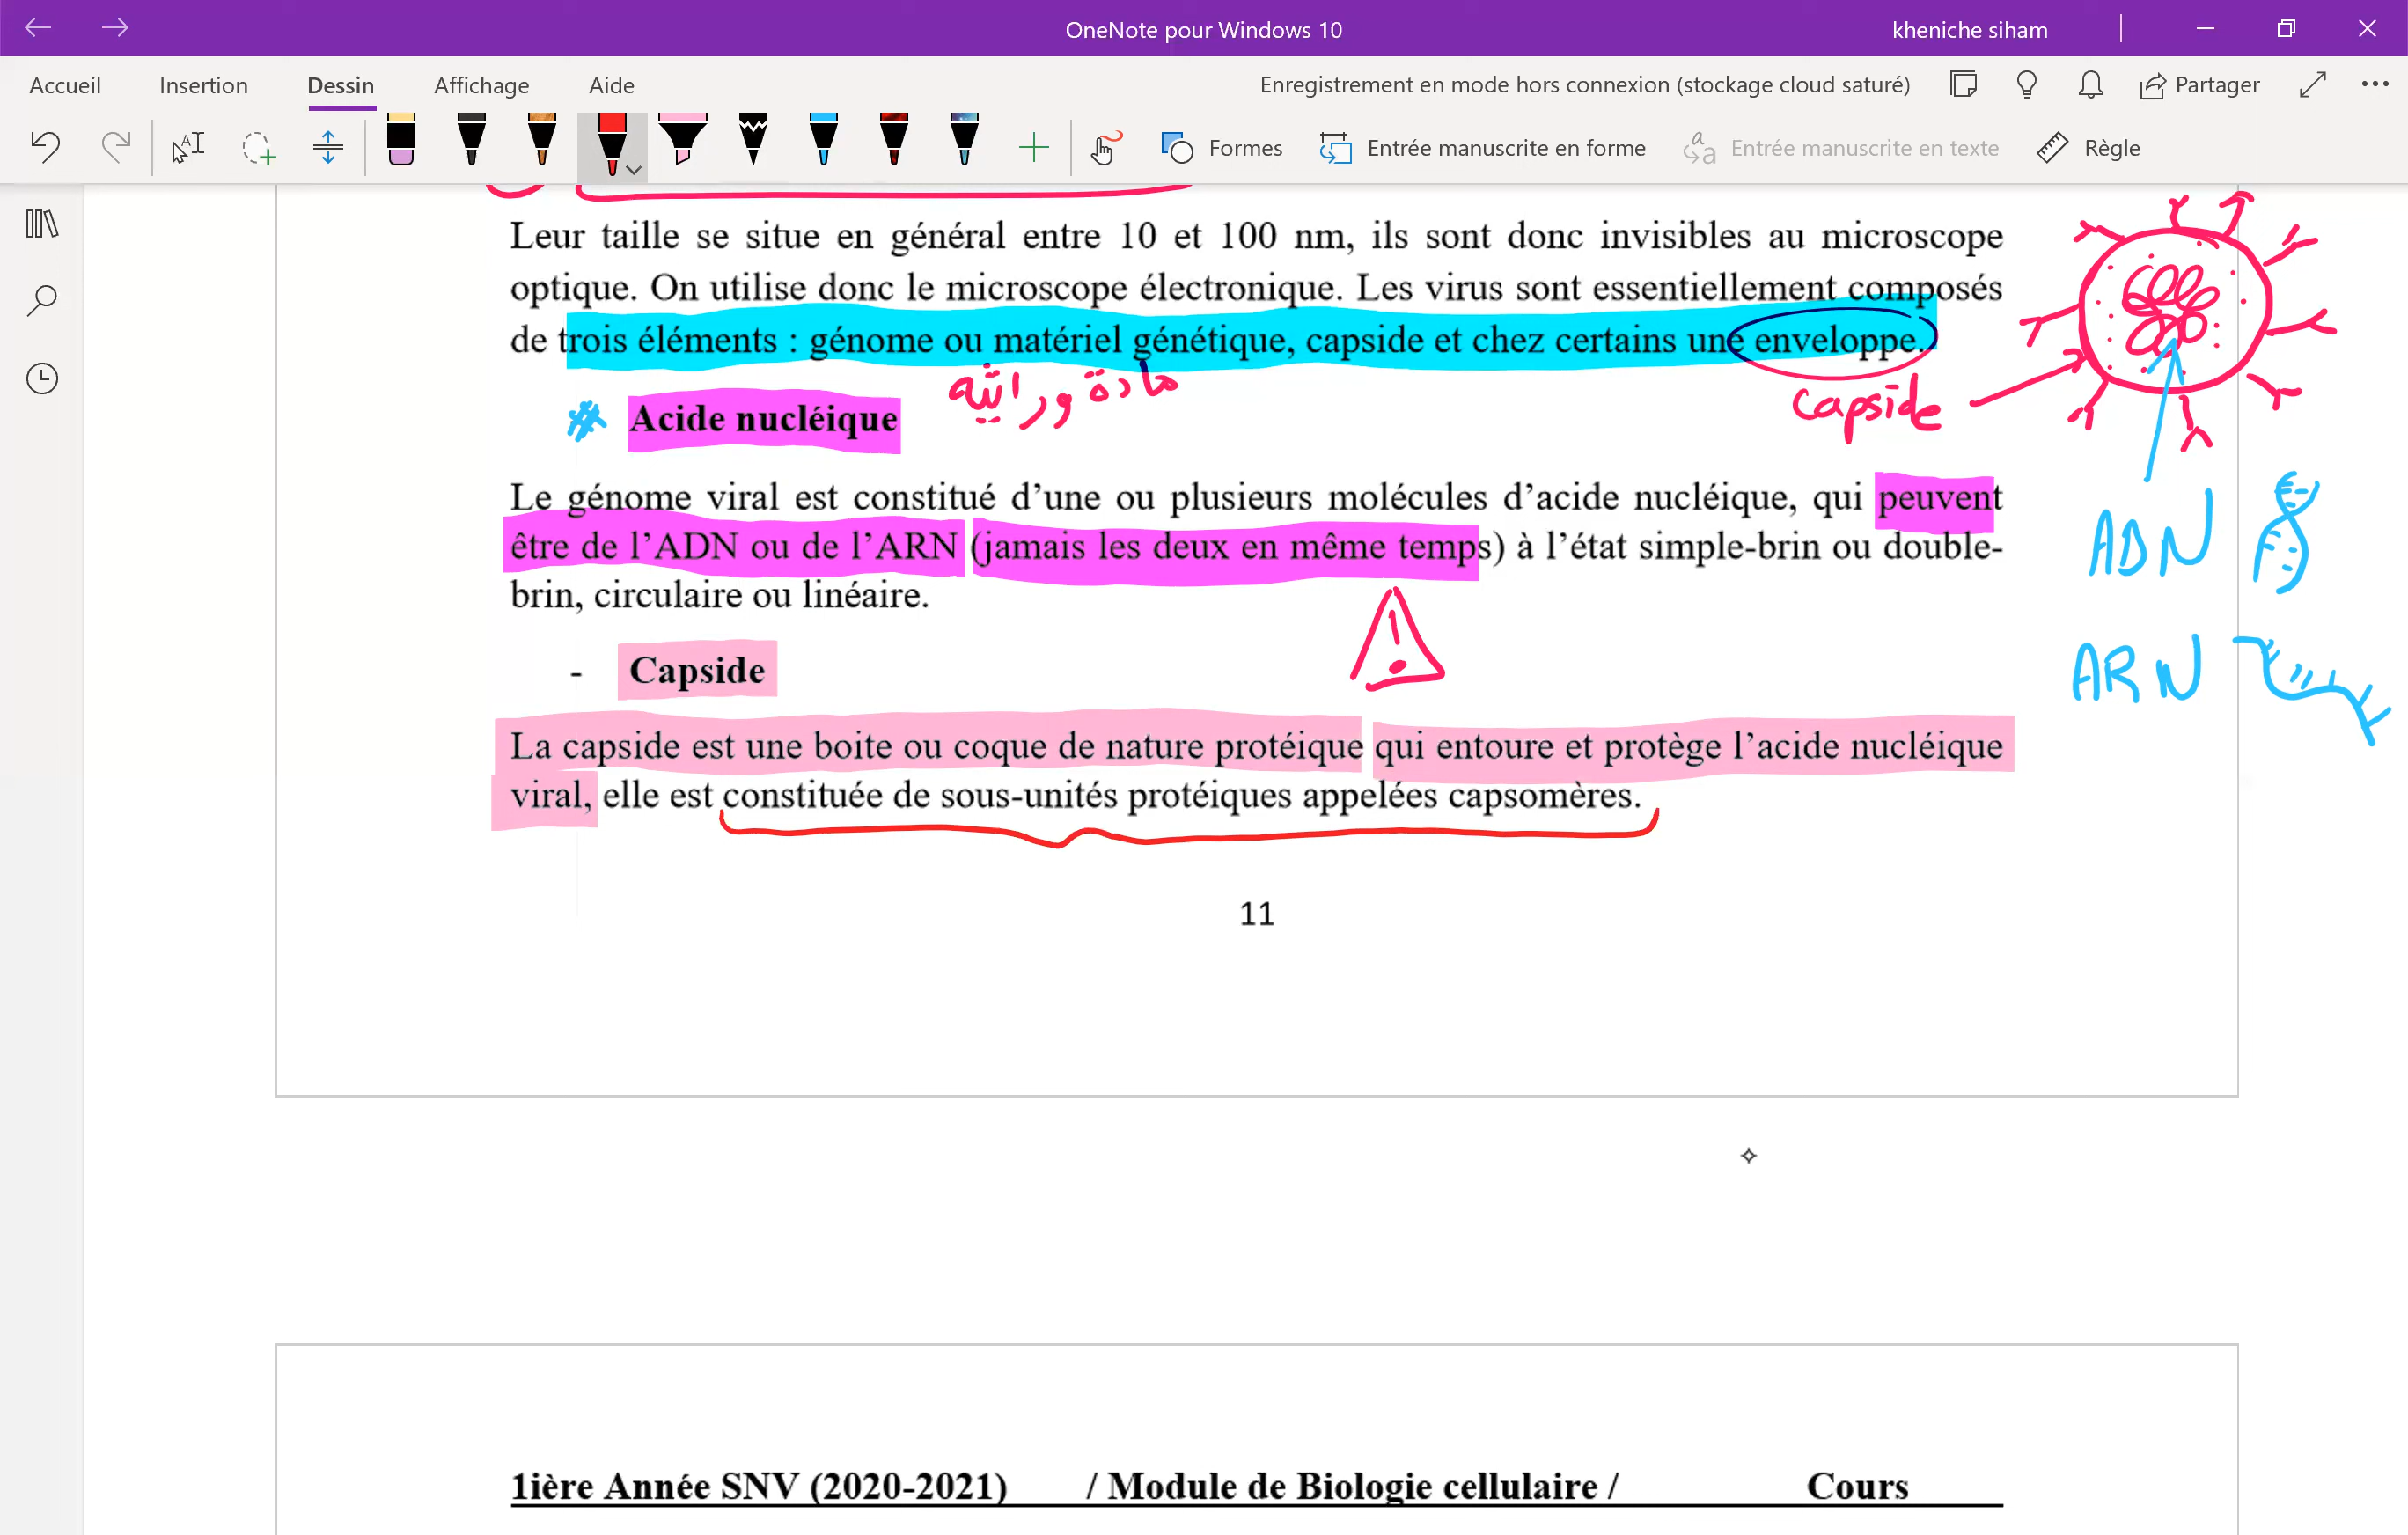 OneNote pour Windows 10
kheniche siham
Accueil Insertion Dessin Affichage Aide
Enregistrement en mode hors connexion (stockage cloud saturé) Partager
Formes Entrée manuscrite en forme Entrée manuscrite en texte Règle
Leur taille se situe en général entre 10 et 100 nm, ils sont donc invisibles au microscope
optique. On utilise donc le microscope électronique. Les virus sont essentiellement composés
de trois éléments : génome ou matériel génétique, capside et chez certains une enveloppe.
مادة وراثية
capside
Acide nucléique
Le génome viral est constitué d’une ou plusieurs molécules d’acide nucléique, qui peuvent
être de l’ADN ou de l’ARN (jamais les deux en même temps) à l’état simple-brin ou double-
brin, circulaire ou linéaire.
ADN
!
ARN
- Capside
La capside est une boite ou coque de nature protéique qui entoure et protège l’acide nucléique
viral, elle est constituée de sous-unités protéiques appelées capsomères.
11
1ière Année SNV (2020-2021) / Module de Biologie cellulaire / Cours